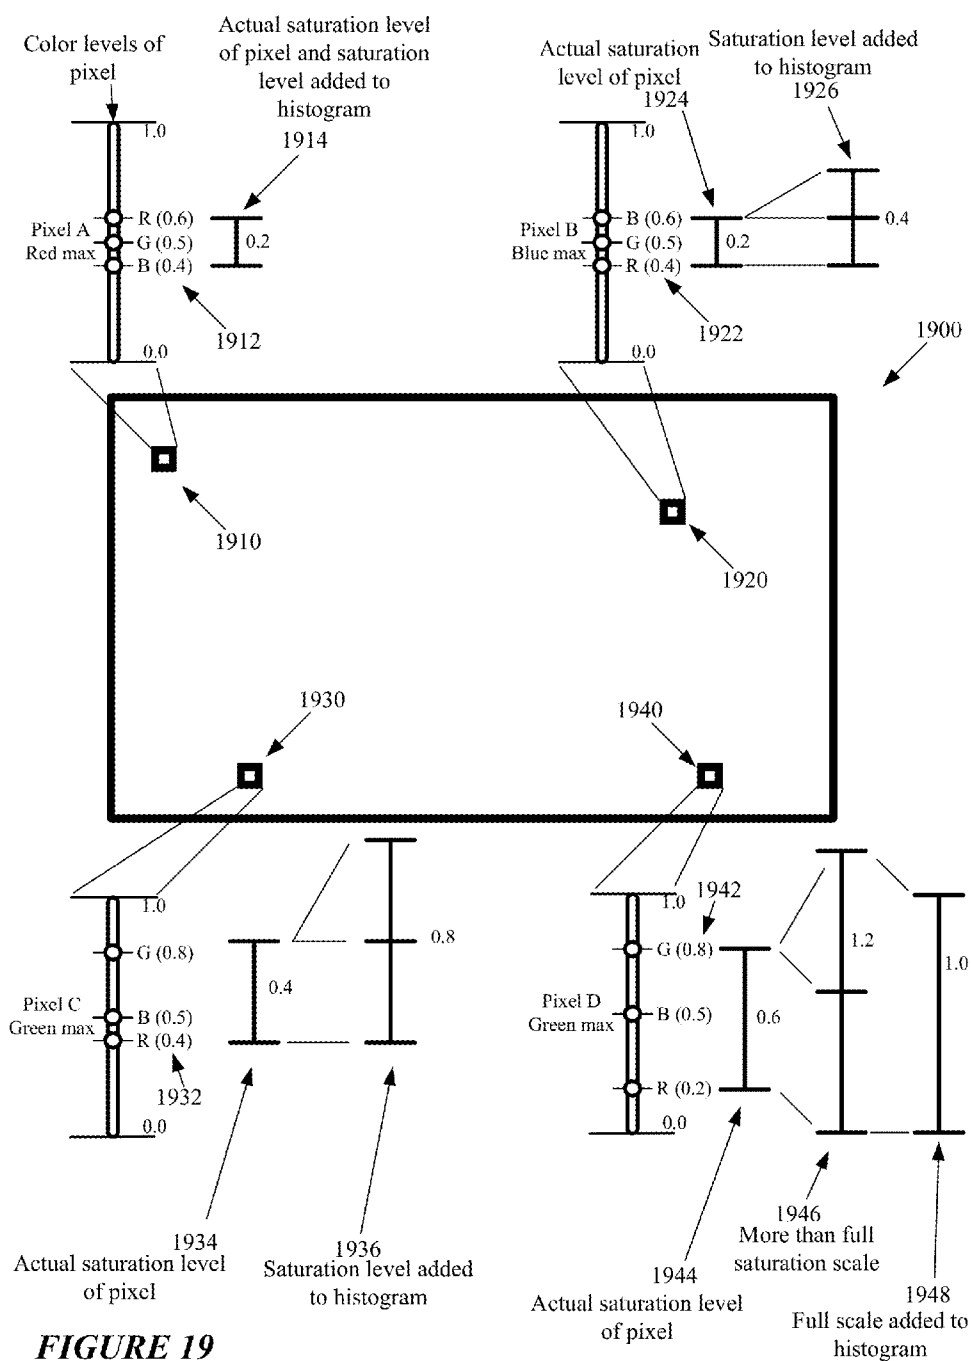 Color levels of
pixel
Actual saturation level
of pixel and saturation
level added to
histogram
1914
1.0
Pixel A
Red max
R (0.6)
G (0.5)
B (0.4)
0.2
1912
0.0
Actual saturation
level of pixel
1924
Saturation level added
to histogram
1926
1.0
Pixel B
Blue max
B (0.6)
G (0.5)
R (0.4)
0.2
0.4
1922
0.0
1900
1910
1920
1930
1940
1.0
Pixel C
Green max
G (0.8)
B (0.5)
R (0.4)
0.4
0.8
1932
0.0
1934
Actual saturation level
of pixel
1936
Saturation level added
to histogram
1.0
1942
Pixel D
Green max
G (0.8)
B (0.5)
R (0.2)
0.6
1.2
1.0
0.0
1944
Actual saturation level
of pixel
1946
More than full
saturation scale
1948
Full scale added to
histogram
FIGURE 19